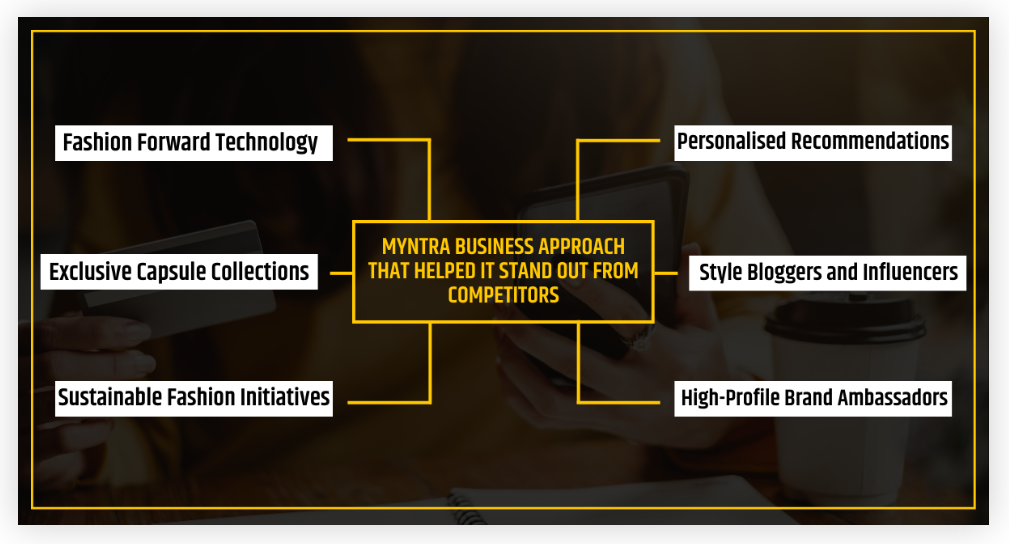 Fashion Forward Technology
Personalised Recommendations
MYNTRA BUSINESS APPROACH
THAT HELPED IT STAND OUT FROM
COMPETITORS
Exclusive Capsule Collections
Style Bloggers and Influencers
Sustainable Fashion Initiatives
High-Profile Brand Ambassadors